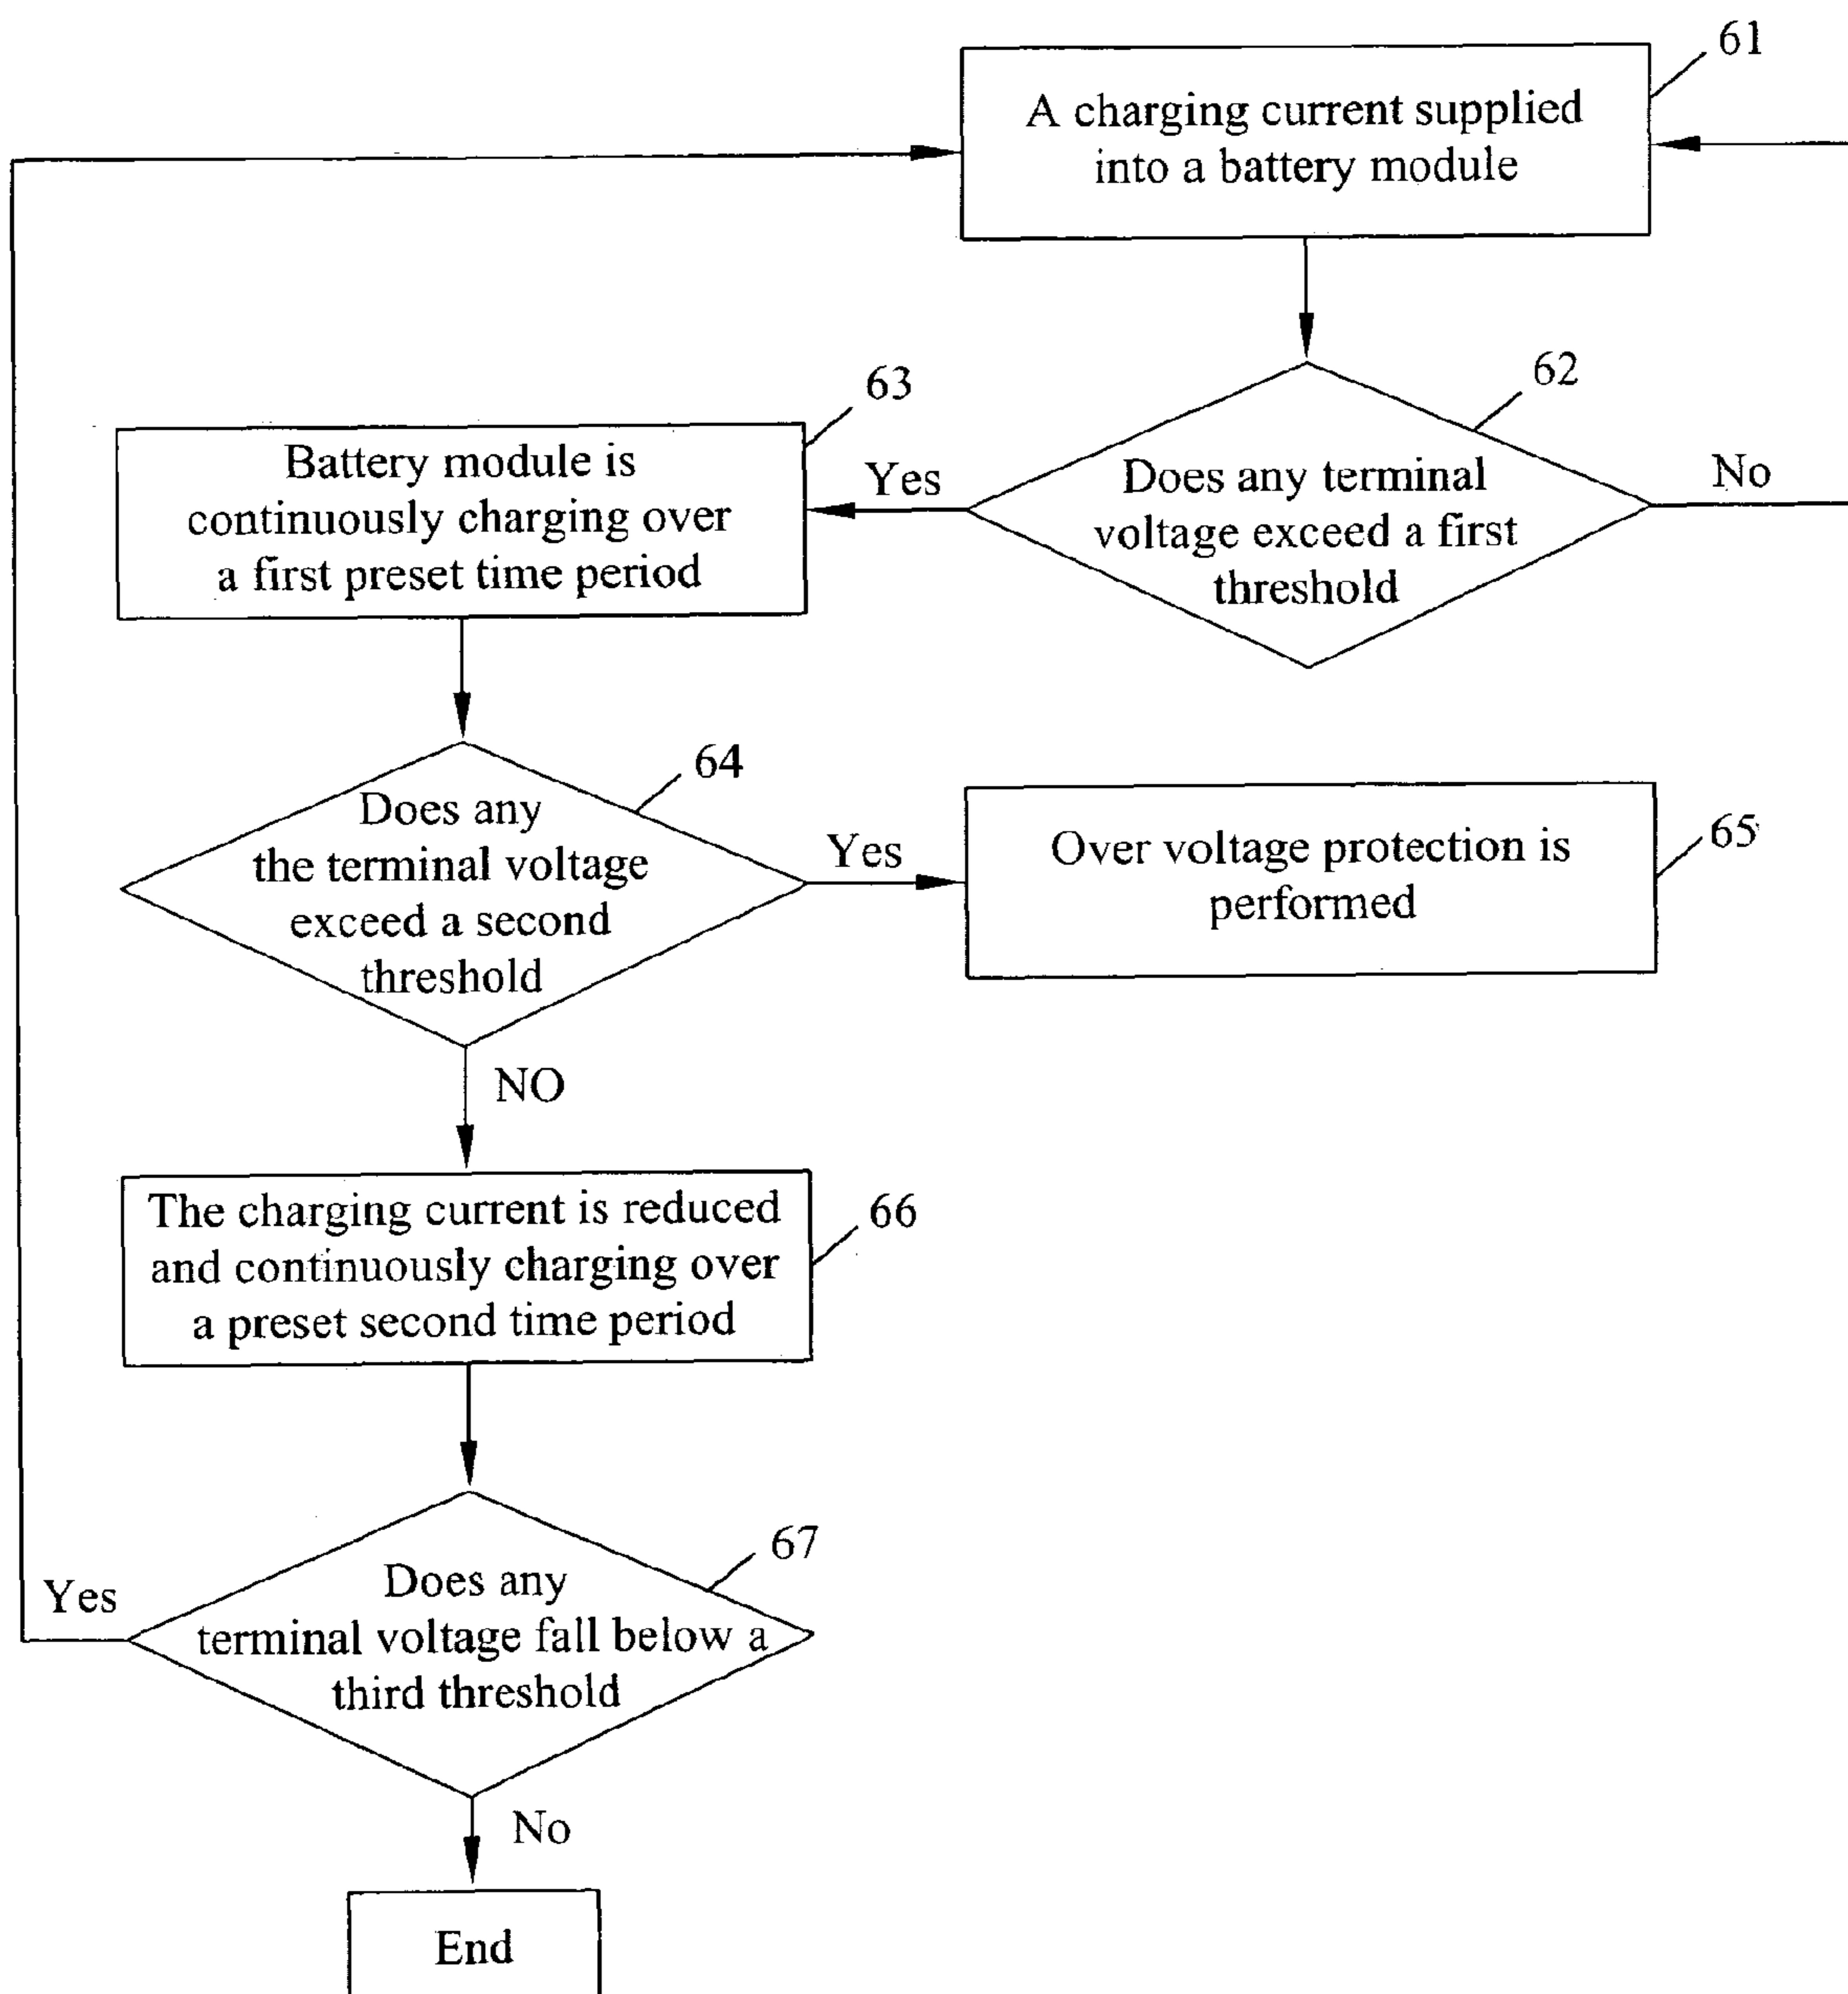 61
A charging current supplied
into a battery module
62
63
Battery module is
continuously charging over
a first preset time period
Yes
Does any terminal
voltage exceed a first
threshold
No
64
Does any
the terminal voltage
exceed a second
threshold
Yes
Over voltage protection is
performed
65
NO
The charging current is reduced
and continuously charging over
a preset second time period
66
67
Yes
Does any
terminal voltage fall below a
third threshold
No
End